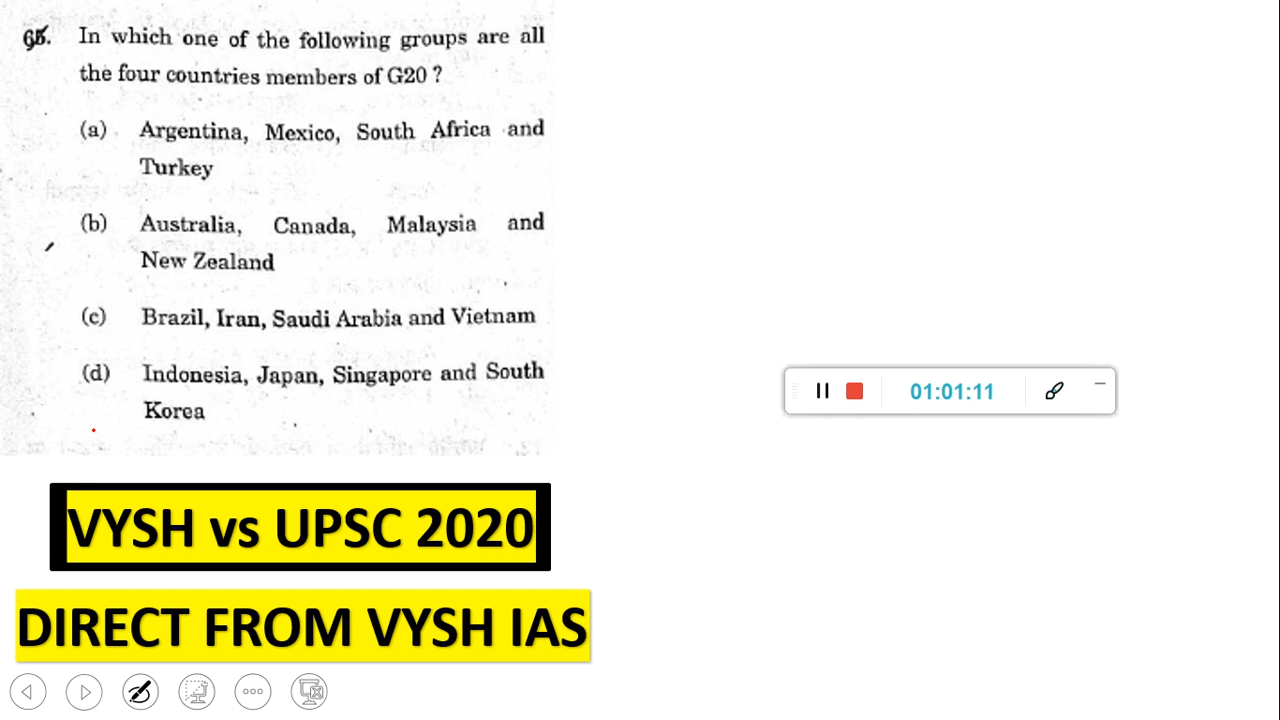 65. In which one of the following groups are all
the four countries members of G20 ?
(a) Argentina, Mexico, South Africa and
Turkey
(b) Australia, Canada, Malaysia and
New Zealand
(c) Brazil, Iran, Saudi Arabia and Vietnam
(d) Indonesia, Japan, Singapore and South
Korea
01:01:11
VYSH vs UPSC 2020
DIRECT FROM VYSH IAS